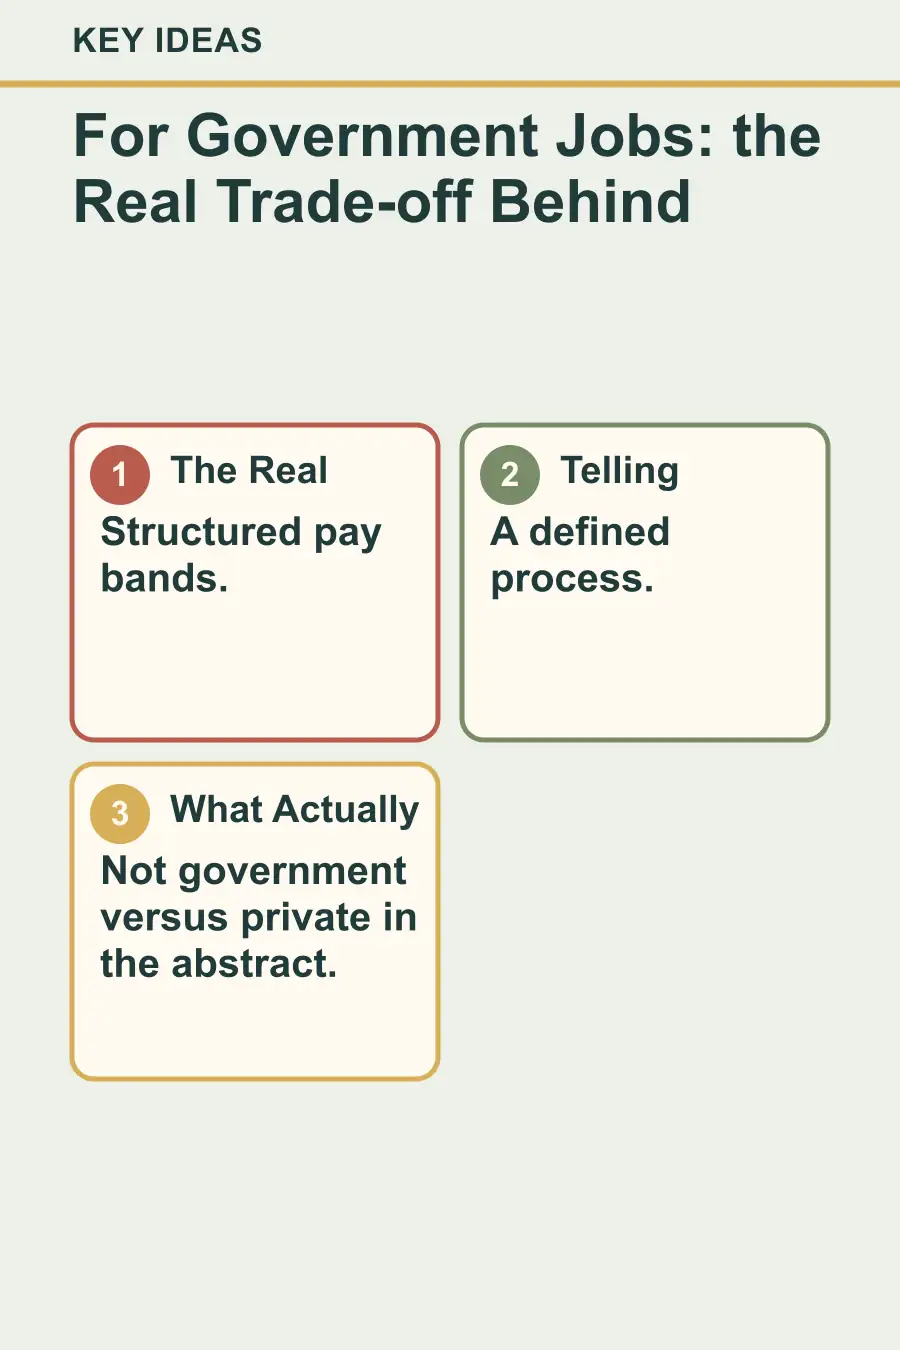 KEY IDEAS
For Government Jobs: the
Real Trade-off Behind
1 The Real
Structured pay
bands.
2 Telling
A defined
process.
3 What Actually
Not government
versus private in
the abstract.